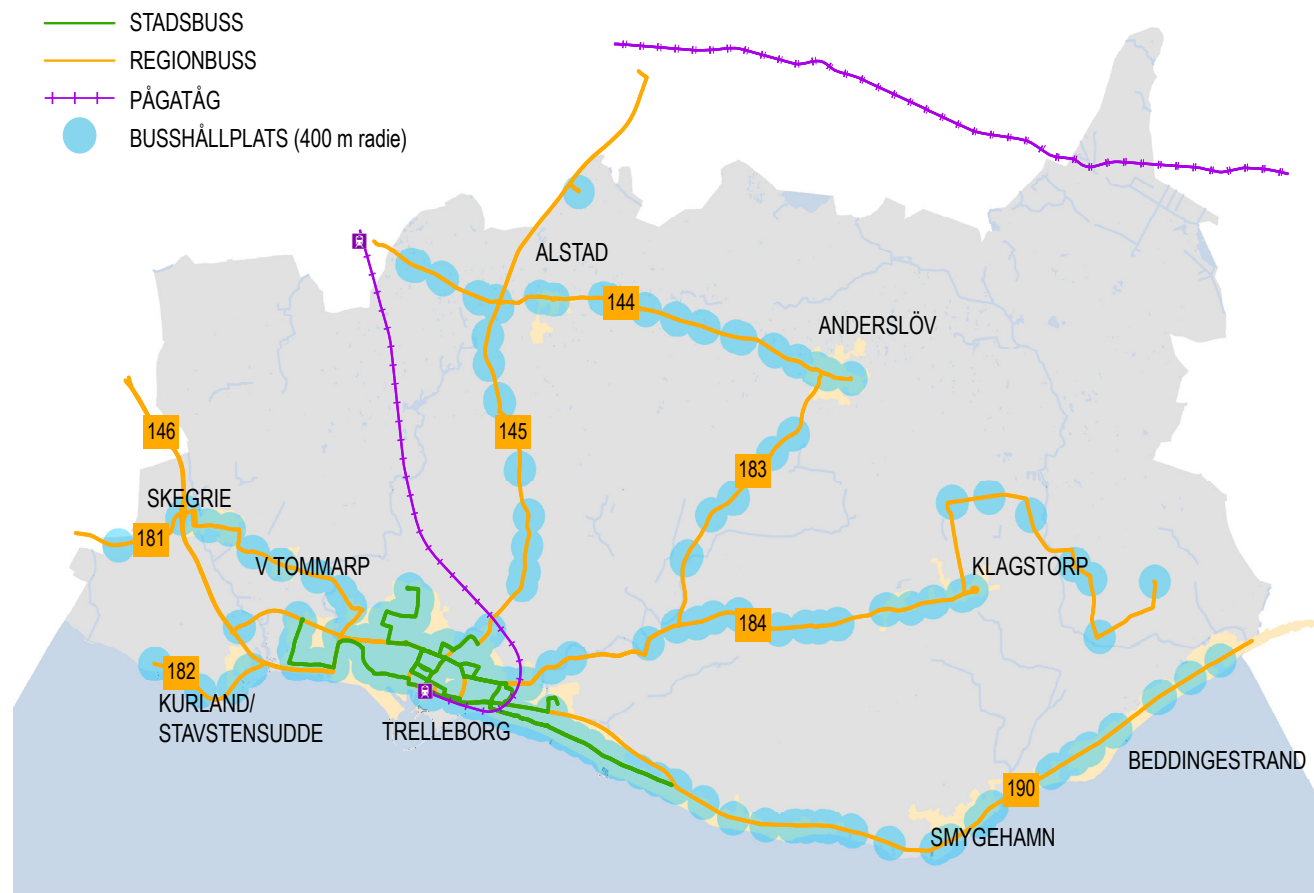 STADSBUSS
REGIONBUSS
PÅGATÅG
BUSSHÅLLPLATS (400 m radie)
ALSTAD
144
ANDERSLÖV
146
145
183
SKEGRIE
181
V TOMMARP
KLAGSTORP
184
182
KURLAND/
STAVSTENSUDDE
TRELLEBORG
BEDDINGESTRAND
190
SMYGEHAMN